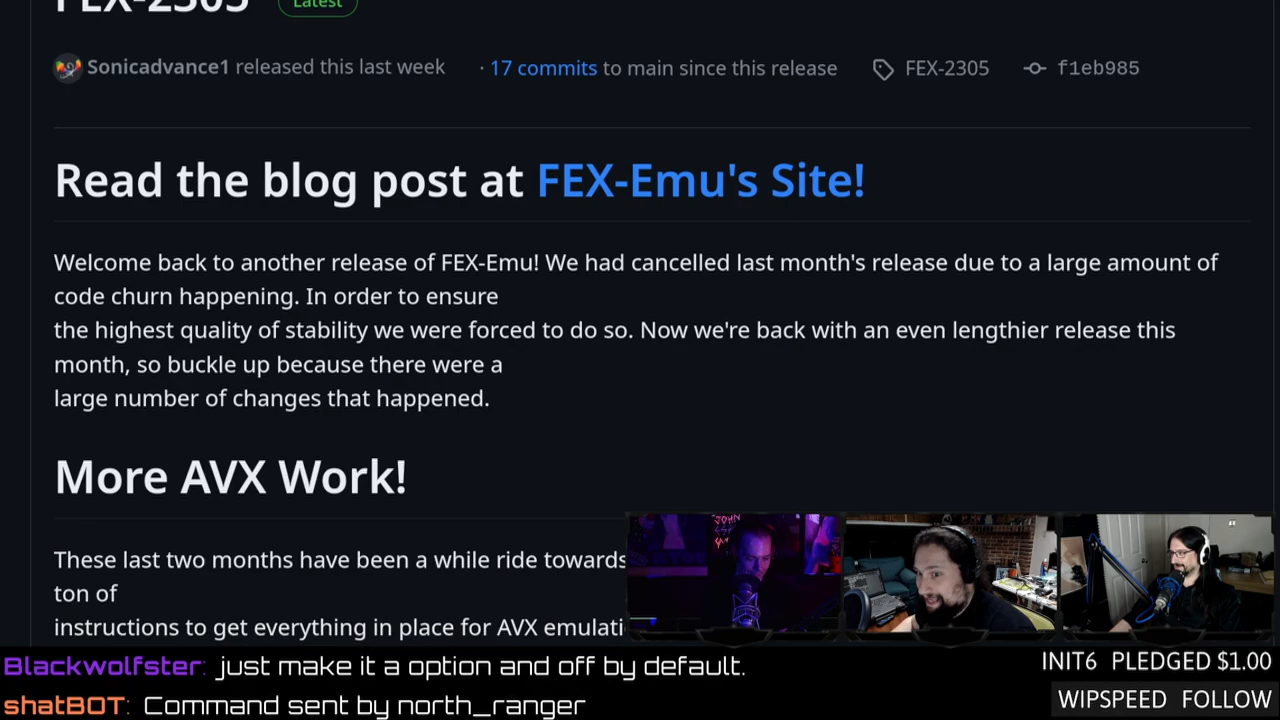 FEX-2305 Latest
Sonicadvance1 released this last week · 17 commits to main since this release FEX-2305 f1eb985
Read the blog post at FEX-Emu's Site!
Welcome back to another release of FEX-Emu! We had cancelled last month's release due to a large amount of
code churn happening. In order to ensure
the highest quality of stability we were forced to do so. Now we're back with an even lengthier release this
month, so buckle up because there were a
large number of changes that happened.
More AVX Work!
These last two months have been a while ride towards
ton of
instructions to get everything in place for AVX emulati
JOHN
Blackwolfster: just make it a option and off by default.
shatBOT: Command sent by north_ranger
INIT6 PLEDGED $1.00
WIPSPEED FOLLOW